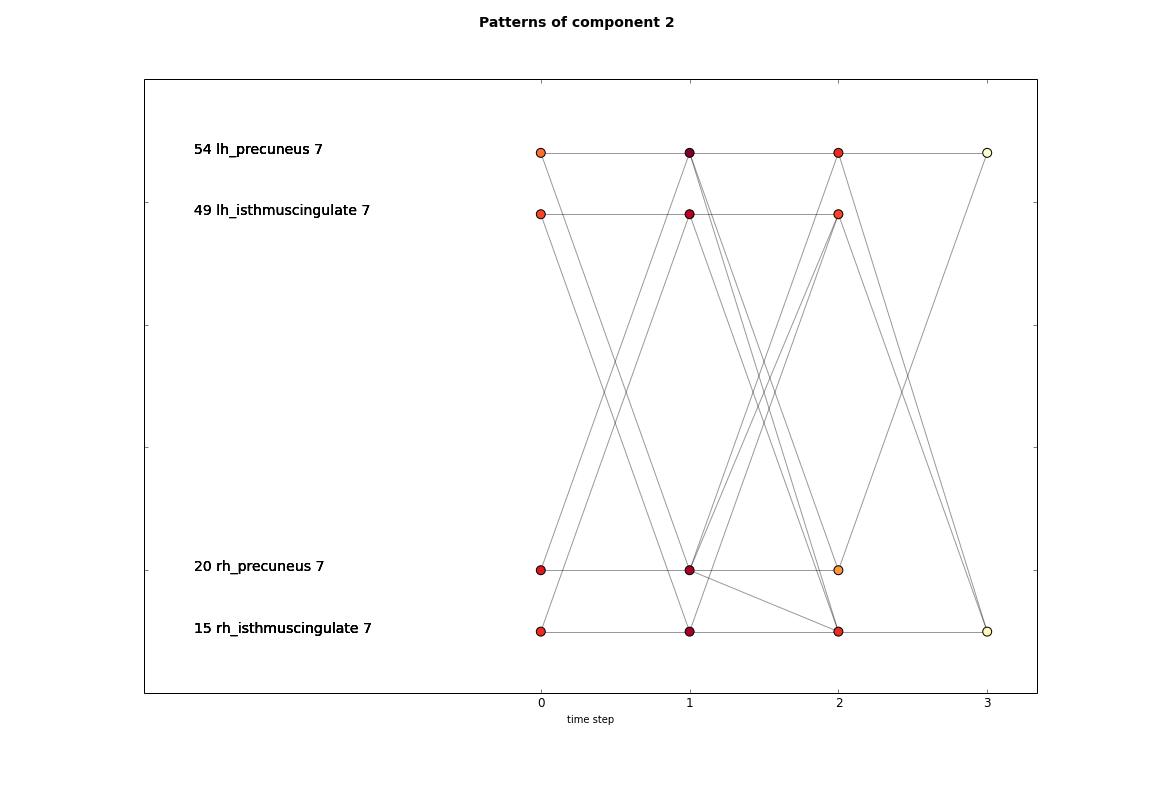 Patterns of component 2
54 lh_precuneus 7
49 lh_isthmuscingulate 7
20 rh_precuneus 7
15 rh_isthmuscingulate 7
0 1 2 3
time step